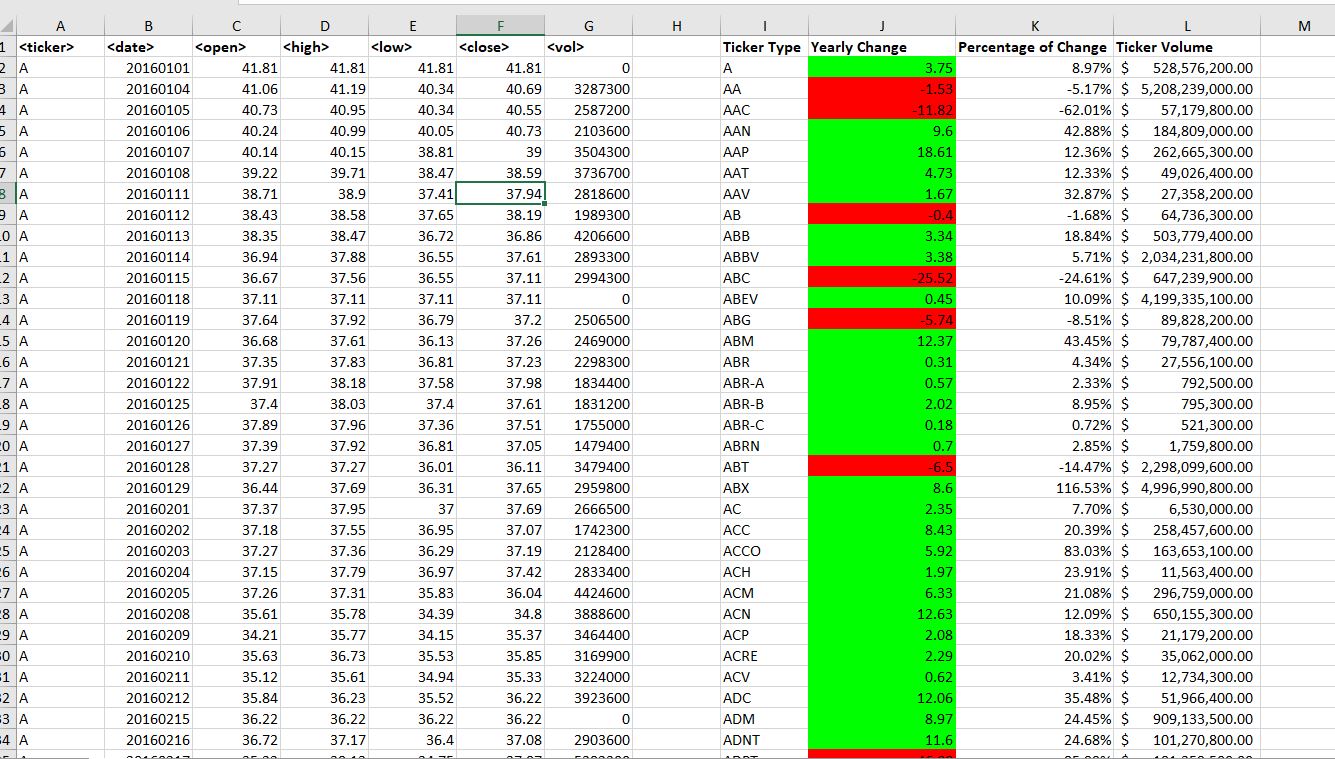 A B C D E F G H I J K L M
1 <ticker> <date> <open> <high> <low> <close> <vol> Ticker Type Yearly Change Percentage of Change Ticker Volume
2 A 20160101 41.81 41.81 41.81 41.81 0 A 3.75 8.97% $ 528,576,200.00
3 A 20160104 41.06 41.19 40.34 40.69 3287300 AA -1.53 -5.17% $ 5,208,239,000.00
4 A 20160105 40.73 40.95 40.34 40.55 2587200 AAC -11.82 -62.01% $ 57,179,800.00
5 A 20160106 40.24 40.99 40.05 40.73 2103600 AAN 9.6 42.88% $ 184,809,000.00
6 A 20160107 40.14 40.15 38.81 39 3504300 AAP 18.61 12.36% $ 262,665,300.00
7 A 20160108 39.22 39.71 38.47 38.59 3736700 AAT 4.73 12.33% $ 49,026,400.00
8 A 20160111 38.71 38.9 37.41 37.94 2818600 AAV 1.67 32.87% $ 27,358,200.00
9 A 20160112 38.43 38.58 37.65 38.19 1989300 AB -0.4 -1.68% $ 64,736,300.00
0 A 20160113 38.35 38.47 36.72 36.86 4206600 ABB 3.34 18.84% $ 503,779,400.00
1 A 20160114 36.94 37.88 36.55 37.61 2893300 ABBV 3.38 5.71% $ 2,034,231,800.00
2 A 20160115 36.67 37.56 36.55 37.11 2994300 ABC -25.52 -24.61% $ 647,239,900.00
3 A 20160118 37.11 37.11 37.11 37.11 0 ABEV 0.45 10.09% $ 4,199,335,100.00
4 A 20160119 37.64 37.92 36.79 37.2 2506500 ABG -5.74 -8.51% $ 89,828,200.00
5 A 20160120 36.68 37.61 36.13 37.26 2469000 ABM 12.37 43.45% $ 79,787,400.00
6 A 20160121 37.35 37.83 36.81 37.23 2298300 ABR 0.31 4.34% $ 27,556,100.00
7 A 20160122 37.91 38.18 37.58 37.98 1834400 ABR-A 0.57 2.33% $ 792,500.00
8 A 20160125 37.4 38.03 37.4 37.61 1831200 ABR-B 2.02 8.95% $ 795,300.00
9 A 20160126 37.89 37.96 37.36 37.51 1755000 ABR-C 0.18 0.72% $ 521,300.00
20 A 20160127 37.39 37.92 36.81 37.05 1479400 ABRN 0.7 2.85% $ 1,759,800.00
21 A 20160128 37.27 37.27 36.01 36.11 3479400 ABT -6.5 -14.47% $ 2,298,099,600.00
22 A 20160129 36.44 37.69 36.31 37.65 2959800 ABX 8.6 116.53% $ 4,996,990,800.00
23 A 20160201 37.37 37.95 37 37.69 2666500 AC 2.35 7.70% $ 6,530,000.00
24 A 20160202 37.18 37.55 36.95 37.07 1742300 ACC 8.43 20.39% $ 258,457,600.00
25 A 20160203 37.27 37.36 36.29 37.19 2128400 ACCO 5.92 83.03% $ 163,653,100.00
26 A 20160204 37.15 37.79 36.97 37.42 2833400 ACH 1.97 23.91% $ 11,563,400.00
27 A 20160205 37.26 37.31 35.83 36.04 4424600 ACM 6.33 21.08% $ 296,759,000.00
28 A 20160208 35.61 35.78 34.39 34.8 3888600 ACN 12.63 12.09% $ 650,155,300.00
29 A 20160209 34.21 35.77 34.15 35.37 3464400 ACP 2.08 18.33% $ 21,179,200.00
30 A 20160210 35.63 36.73 35.53 35.85 3169900 ACRE 2.29 20.02% $ 35,062,000.00
31 A 20160211 35.12 35.61 34.94 35.33 3224000 ACV 0.62 3.41% $ 12,734,300.00
32 A 20160212 35.84 36.23 35.52 36.22 3923600 ADC 12.06 35.48% $ 51,966,400.00
33 A 20160215 36.22 36.22 36.22 36.22 0 ADM 8.97 24.45% $ 909,133,500.00
34 A 20160216 36.72 37.17 36.4 37.08 2903600 ADNT 11.6 24.68% $ 101,270,800.00